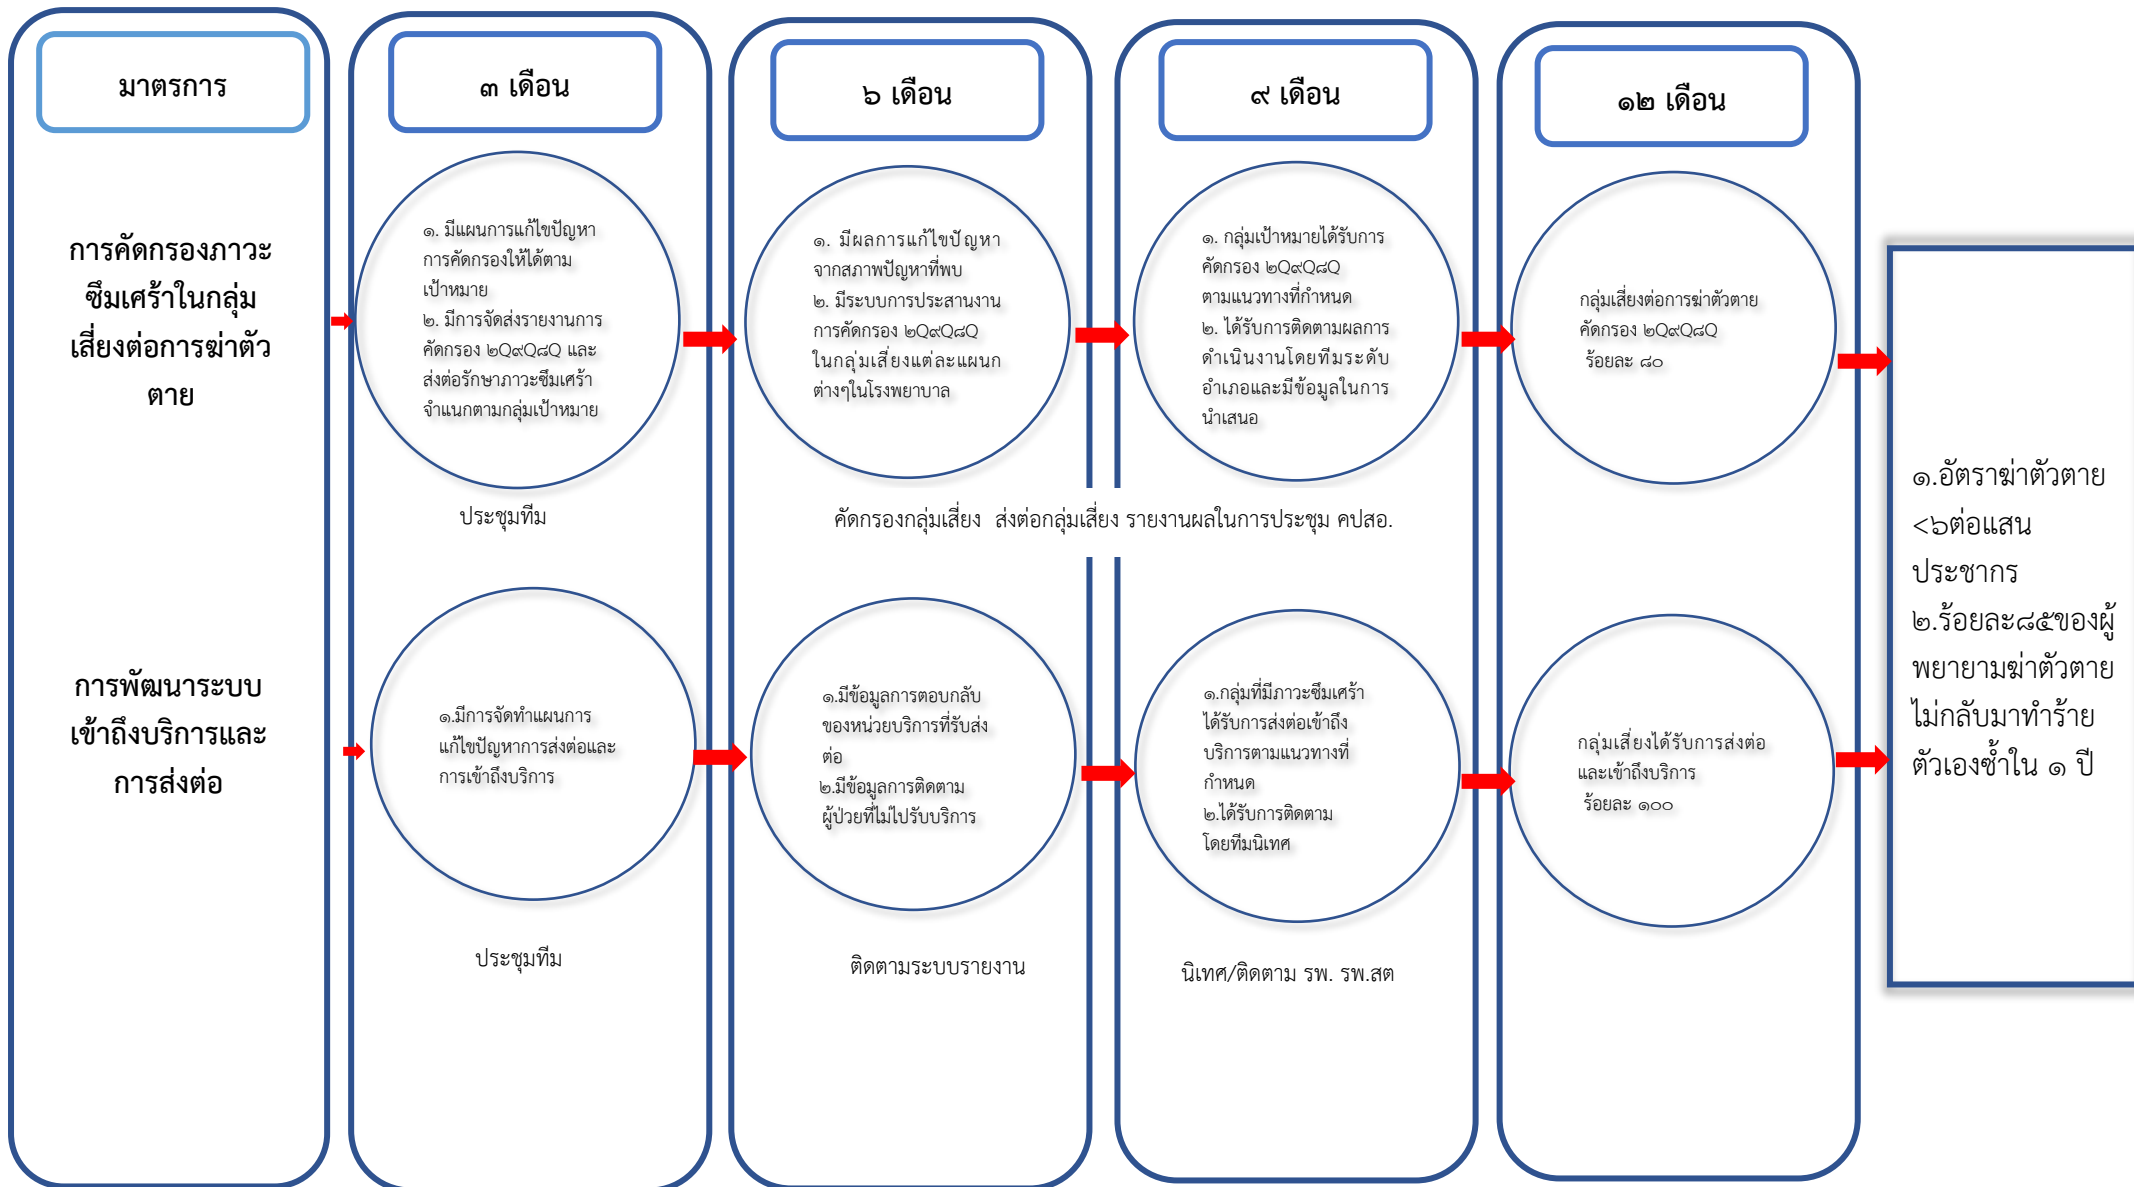 มาตรการ
๓ เดือน
๖ เดือน
๙ เดือน
๑๒ เดือน
การคัดกรองภาวะ
ซึมเศร้าในกลุ่ม
เสี่ยงต่อการฆ่าตัว
ตาย
๑. มีแผนการแก้ไขปัญหา
การคัดกรองให้ได้ตาม
เป้าหมาย
๒. มีการจัดส่งรายงานการ
คัดกรอง ๒Q๙Q๘Q และ
ส่งต่อรักษาภาวะซึมเศร้า
จำแนกตามกลุ่มเป้าหมาย
ประชุมทีม
๑. มีผลการแก้ไขปัญหา
จากสภาพปัญหาที่พบ
๒. มีระบบการประสานงาน
การคัดกรอง ๒Q๙Q๘Q
ในกลุ่มเสี่ยงแต่ละแผนก
ต่างๆในโรงพยาบาล
๑. กลุ่มเป้าหมายได้รับการ
คัดกรอง ๒Q๙Q๘Q
ตามแนวทางที่กำหนด
๒. ได้รับการติดตามผลการ
ดำเนินงานโดยทีมระดับ
อำเภอและมีข้อมูลในการ
นำเสนอ
คัดกรองกลุ่มเสี่ยง ส่งต่อกลุ่มเสี่ยง รายงานผลในการประชุม คปสอ.
กลุ่มเสี่ยงต่อการฆ่าตัวตาย
คัดกรอง ๒Q๙Q๘Q
ร้อยละ ๘๐
การพัฒนาระบบ
เข้าถึงบริการและ
การส่งต่อ
๑.มีการจัดทำแผนการ
แก้ไขปัญหาการส่งต่อและ
การเข้าถึงบริการ
ประชุมทีม
๑.มีข้อมูลการตอบกลับ
ของหน่วยบริการที่รับส่ง
ต่อ
๒.มีข้อมูลการติดตาม
ผู้ป่วยที่ไม่ไปรับบริการ
ติดตามระบบรายงาน
๑.กลุ่มที่มีภาวะซึมเศร้า
ได้รับการส่งต่อเข้าถึง
บริการตามแนวทางที่
กำหนด
๒.ได้รับการติดตาม
โดยทีมนิเทศ
นิเทศ/ติดตาม รพ. รพ.สต
กลุ่มเสี่ยงได้รับการส่งต่อ
และเข้าถึงบริการ
ร้อยละ ๑๐๐
๑.อัตราฆ่าตัวตาย
<๖ต่อแสน
ประชากร
๒.ร้อยละ๘๕ของผู้
พยายามฆ่าตัวตาย
ไม่กลับมาทำร้าย
ตัวเองซ้ำใน ๑ ปี